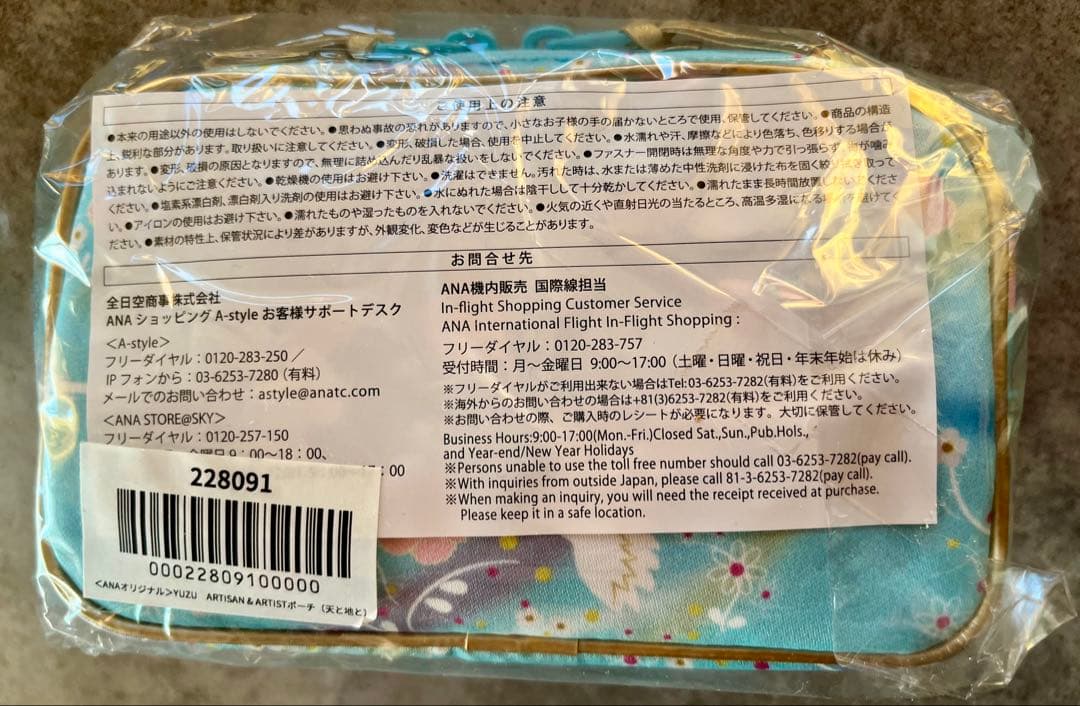 ご使用上の注意
●本来の用途以外の使用はしないでください。●思わぬ事故の恐れがありますので、小さなお子様の手の届かないところで使用、保管してください。●商品の構造
上、鋭利な部分があります。取り扱いに注意してください。●変形、破損した場合、使用を中止してください。●水濡れや汗、摩擦などにより色落ち、色移りする場合が
あります。●変形、破損の原因となりますので、無理に詰め込んだり乱暴な扱いをしないでください。●ファスナー開閉時は無理な角度や力で引っ張らず、
込まれないようにご注意ください。●乾燥機の使用はお避け下さい。●洗濯はできません。汚れた時は、水または薄めた中性洗剤に浸けた布を固く絞り
ください。●塩素系漂白剤、漂白剤入り洗剤の使用はお避け下さい。●水にぬれた場合は陰干しして十分乾かしてください。●濡れたまま長時間放置
い。●アイロンの使用はお避け下さい。●濡れたものや湿ったものを入れないでください。●火気の近くや直射日光の当たるところ、高温多湿になる
ださい。●素材の特性上、保管状況により差がありますが、外観変化、変色などが生じることがあります。
お問合せ先
全日空商事株式会社
ANAショッピング A-style お客様サポートデスク
<A-style>
フリーダイヤル：0120-283-250／
IPフォンから：03-6253-7280（有料）
メールでのお問い合わせ：astyle@anatc.com
<ANA STORE@SKY>
フリーダイヤル：0120-257-150
金曜日 9：00～18：00、
：00
ANA機内販売 国際線担当
In-flight Shopping Customer Service
ANA International Flight In-Flight Shopping：
フリーダイヤル：0120-283-757
受付時間：月～金曜日 9:00～17:00（土曜・日曜・祝日・年末年始は休み）
※フリーダイヤルがご利用出来ない場合はTel:03-6253-7282（有料）をご利用ください。
※海外からのお問い合わせの場合は+81(3)6253-7282（有料）をご利用ください。
※お問い合わせの際、ご購入時のレシートが必要になります。大切に保管してください。
Business Hours:9:00-17:00(Mon.-Fri.)Closed Sat.,Sun.,Pub.Hols.,
and Year-end/New Year Holidays
※Persons unable to use the toll free number should call 03-6253-7282(pay call).
※With inquiries from outside Japan, please call 81-3-6253-7282(pay call).
※When making an inquiry, you will need the receipt received at purchase.
Please keep it in a safe location.
228091
00022809100000
<ANAオリジナル>YUZU ARTISAN&ARTISTポーチ（天と地と）